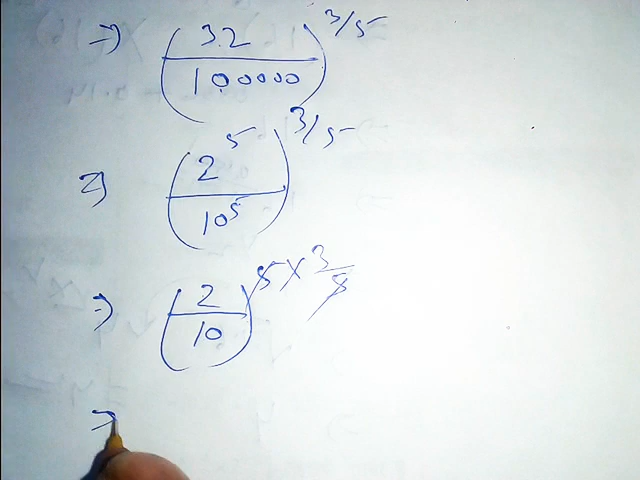 ⇒ (32/100000)^3/5
⇒ (2^5/10^5)^3/5
⇒ (2/10)^5×3/5
⇒